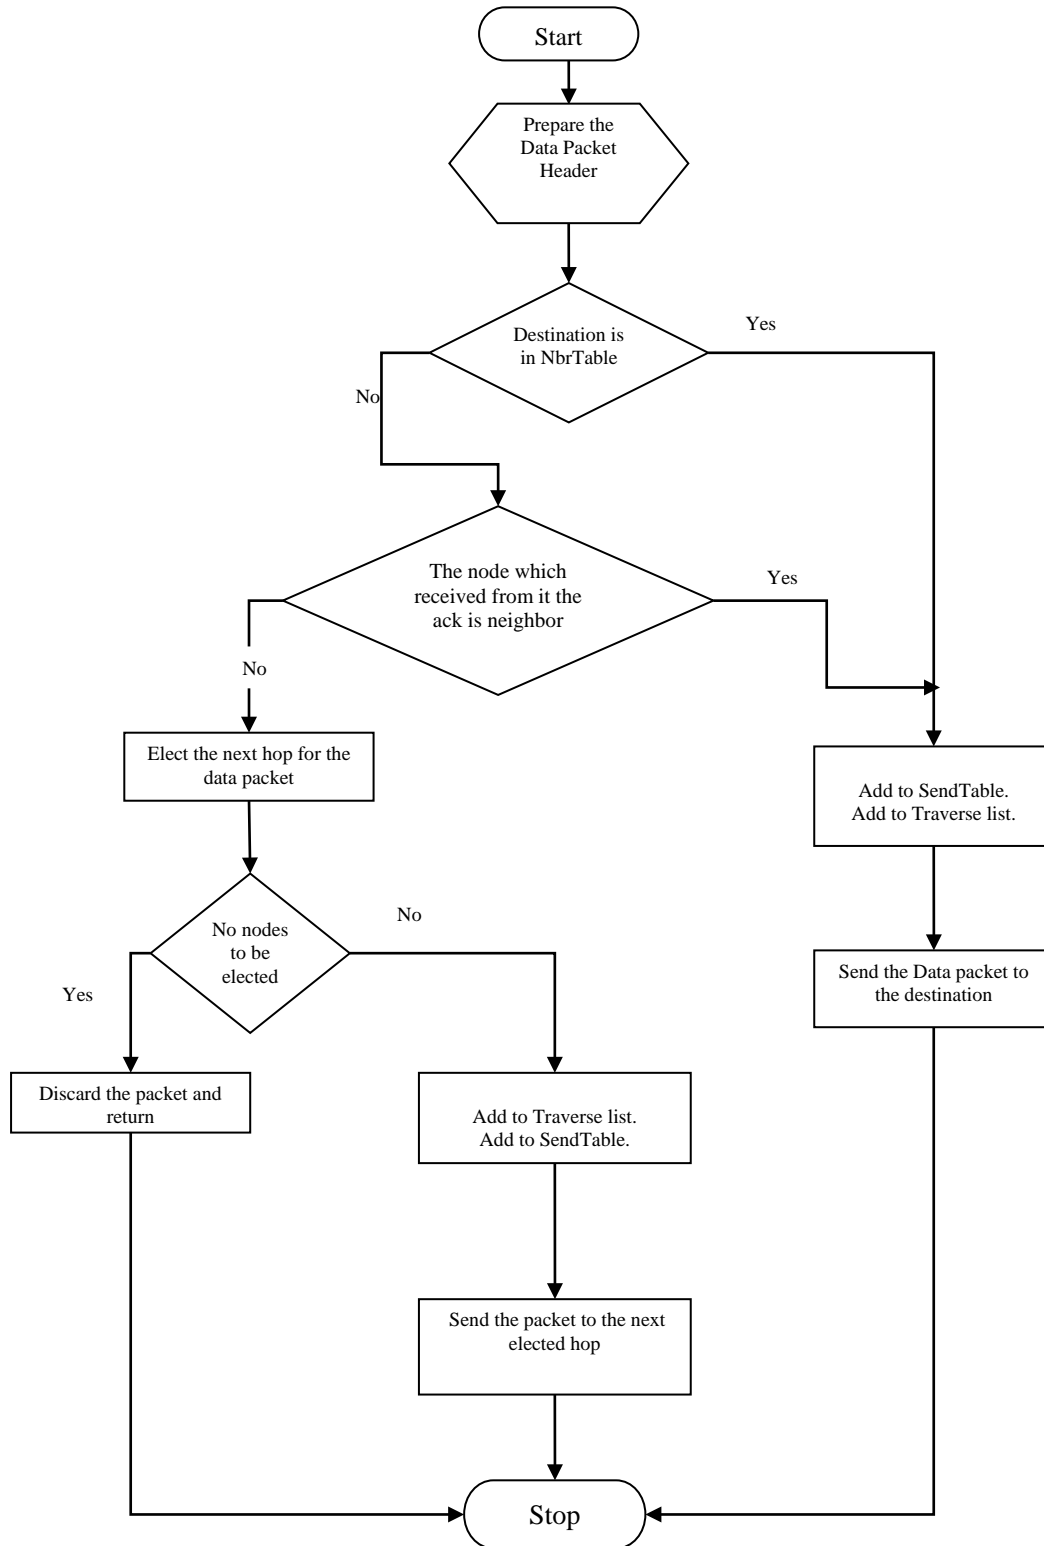 Start
Prepare the
Data Packet
Header
Destination is
in NbrTable
Yes
No
The node which
received from it the
ack is neighbor
Yes
No
Elect the next hop for the
data packet
Add to SendTable.
Add to Traverse list.
No nodes
to be
elected
No
Yes
Send the Data packet to
the destination
Discard the packet and
return
Add to Traverse list.
Add to SendTable.
Send the packet to the next
elected hop
Stop